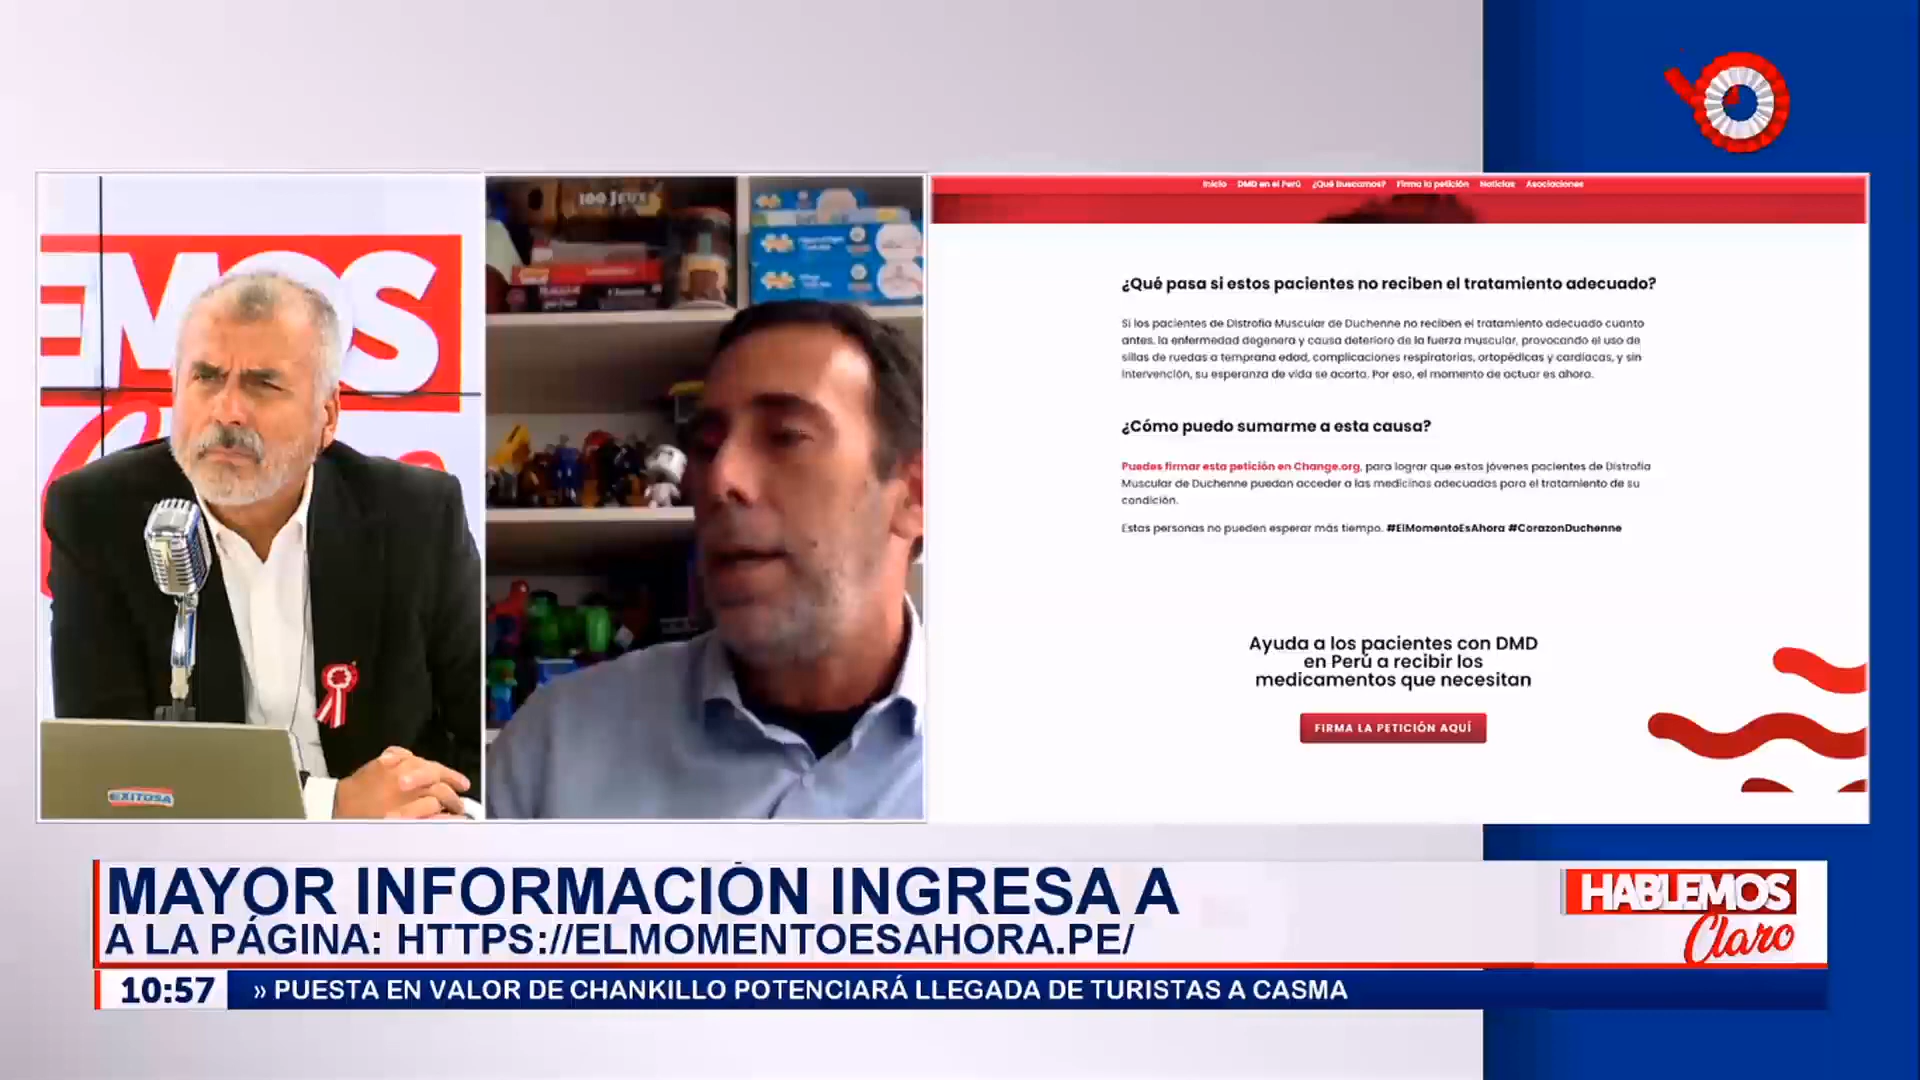 EMOS
EXITOSA
100 JEUX
Inicio DMD en el Perú ¿Qué Buscamos? Firma la petición Noticias Asociaciones
¿Qué pasa si estos pacientes no reciben el tratamiento adecuado?
Si los pacientes de Distrofia Muscular de Duchenne no reciben el tratamiento adecuado cuanto
antes, la enfermedad degenera y causa deterioro de la fuerza muscular, provocando el uso de
sillas de ruedas a temprana edad, complicaciones respiratorias, ortopédicas y cardíacas, y sin
intervención, su esperanza de vida se acorta. Por eso, el momento de actuar es ahora.
¿Cómo puedo sumarme a esta causa?
Puedes firmar esta petición en Change.org, para lograr que estos jóvenes pacientes de Distrofia
Muscular de Duchenne puedan acceder a las medicinas adecuadas para el tratamiento de su
condición.
Estas personas no pueden esperar más tiempo. #ElMomentoEsAhora #CorazonDuchenne
Ayuda a los pacientes con DMD
en Perú a recibir los
medicamentos que necesitan
FIRMA LA PETICIÓN AQUÍ
MAYOR INFORMACIÓN INGRESA A
A LA PÁGINA: HTTPS://ELMOMENTOESAHORA.PE/
HABLEMOS
Claro
10:57 » PUESTA EN VALOR DE CHANKILLO POTENCIARÁ LLEGADA DE TURISTAS A CASMA